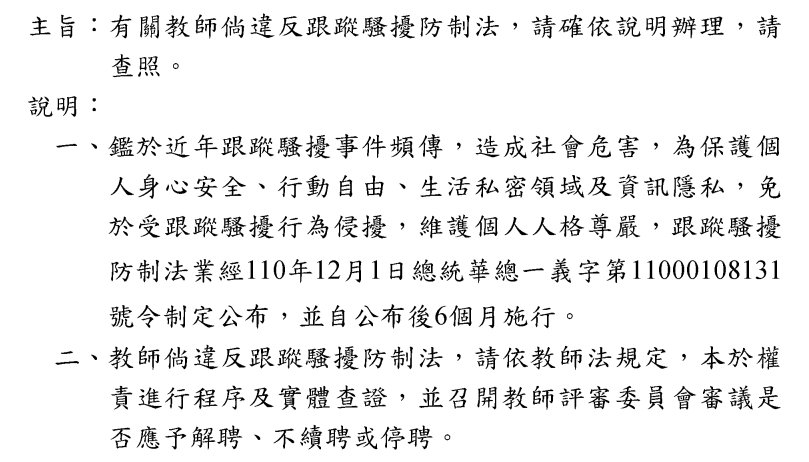 主旨：有關教師倘違反跟蹤騷擾防制法，請確依說明辦理，請
查照。
說明：
一、鑑於近年跟蹤騷擾事件頻傳，造成社會危害，為保護個
人身心安全、行動自由、生活私密領域及資訊隱私，免
於受跟蹤騷擾行為侵擾，維護個人人格尊嚴，跟蹤騷擾
防制法業經110年12月1日總統華總一義字第11000108131
號令制定公布，並自公布後6個月施行。
二、教師倘違反跟蹤騷擾防制法，請依教師法規定，本於權
責進行程序及實體查證，並召開教師評審委員會審議是
否應予解聘、不續聘或停聘。